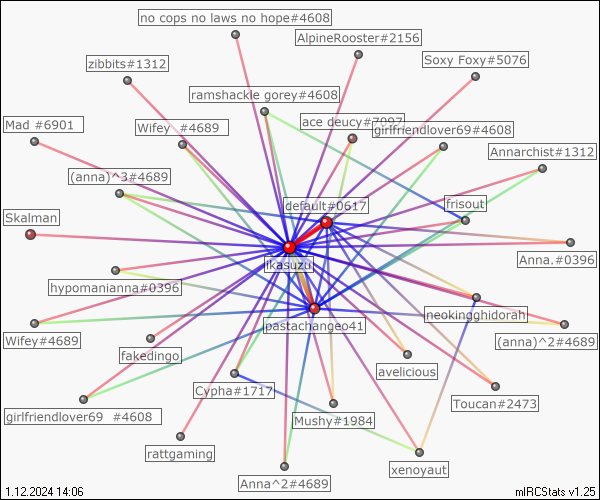 no cops no laws no hope#4608
AlpineRooster#2156
zibbits#1312
Soxy Foxy#5076
ramshackle gorey#4608
Mad #6901
Wifey #4689
ace deucy#7097
girlfriendlover69#4608
Annarchist#1312
(anna)^3#4689
default#0617
frisout
Skalman
ikasuzu
Anna.#0396
hypomanianna#0396
neokingghidorah
pastachangeo41
Wifey#4689
(anna)^2#4689
fakedingo
avelicious
Cypha#1717
Toucan#2473
girlfriendlover69 #4608
Mushy#1984
rattgaming
xenoyaut
Anna^2#4689
1.12.2024 14:06
mIRCStats v1.25